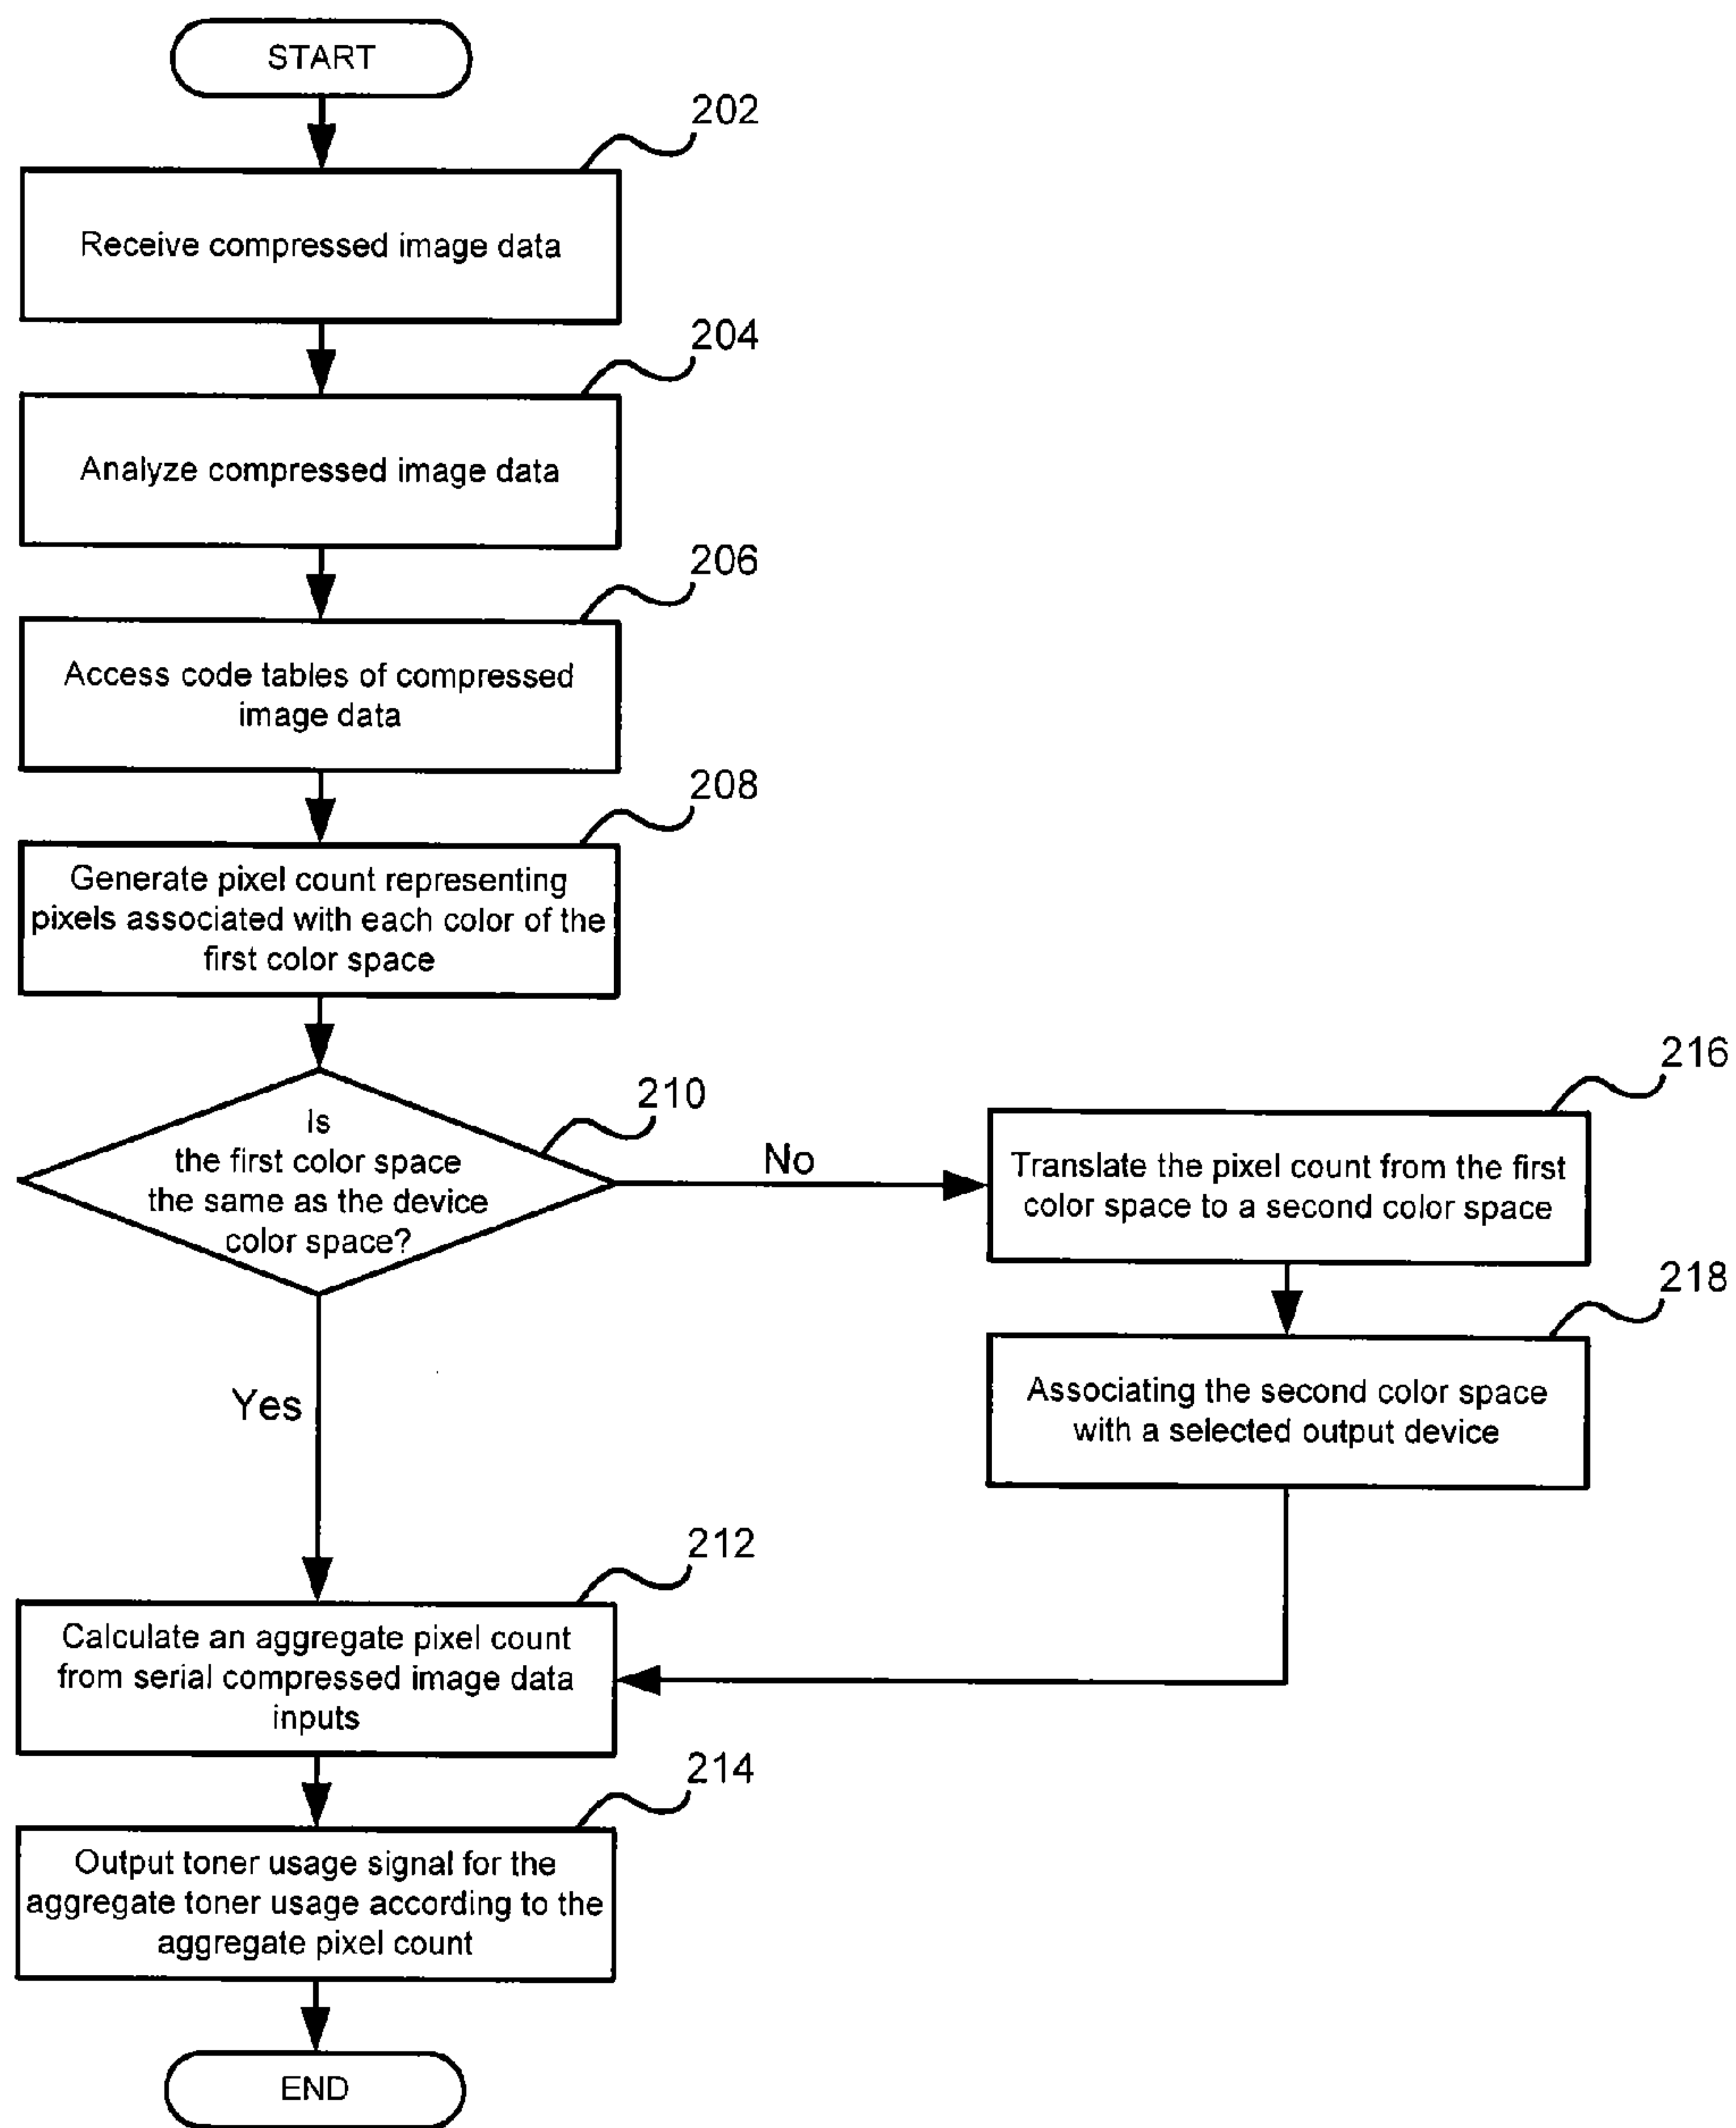 START
202
Receive compressed image data
204
Analyze compressed image data
206
Access code tables of compressed
image data
208
Generate pixel count representing
pixels associated with each color of the
first color space
210
Is
the first color space
the same as the device
color space?
No
216
Translate the pixel count from the first
color space to a second color space
218
Associating the second color space
with a selected output device
Yes
212
Calculate an aggregate pixel count
from serial compressed image data
inputs
214
Output toner usage signal for the
aggregate toner usage according to the
aggregate pixel count
END